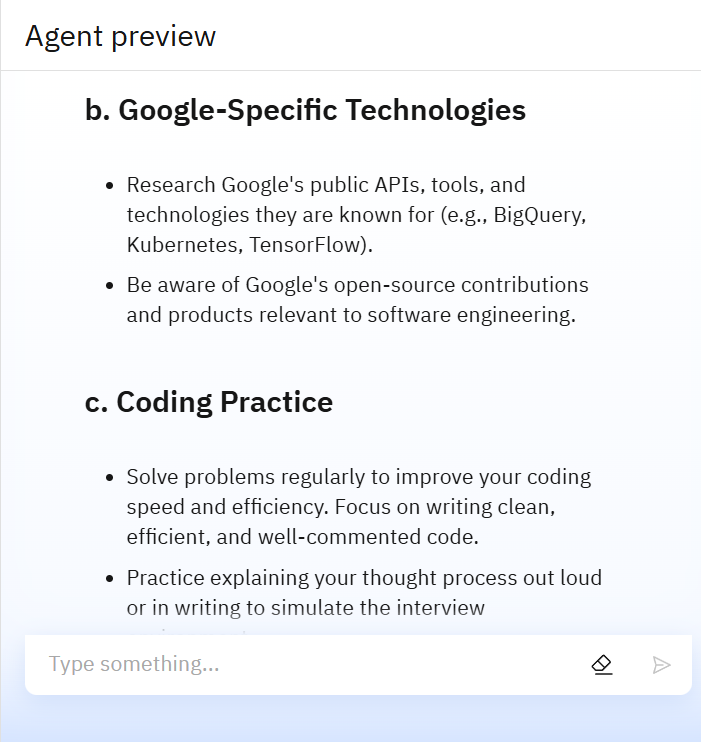 Agent preview
b. Google-Specific Technologies
Research Google's public APIs, tools, and
technologies they are known for (e.g., BigQuery,
Kubernetes, TensorFlow).
Be aware of Google's open-source contributions
and products relevant to software engineering.
c. Coding Practice
Solve problems regularly to improve your coding
speed and efficiency. Focus on writing clean,
efficient, and well-commented code.
Practice explaining your thought process out loud
or in writing to simulate the interview
Type something...